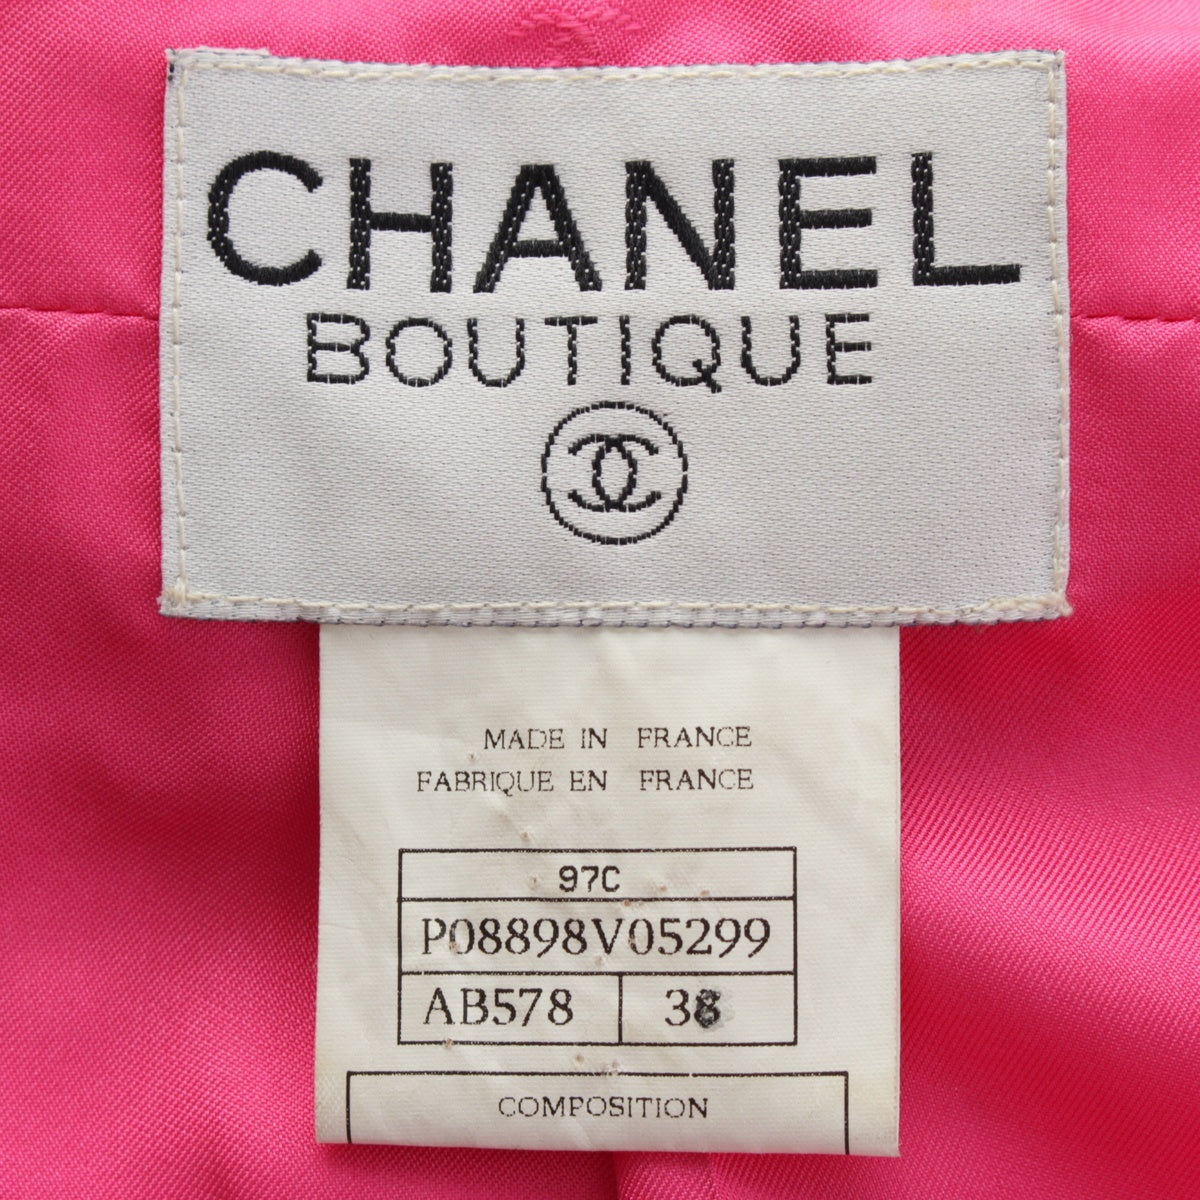 CHANEL
BOUTIQUE
MADE IN FRANCE
FABRIQUE EN FRANCE
97C
P08898V05299
AB578 38
COMPOSITION